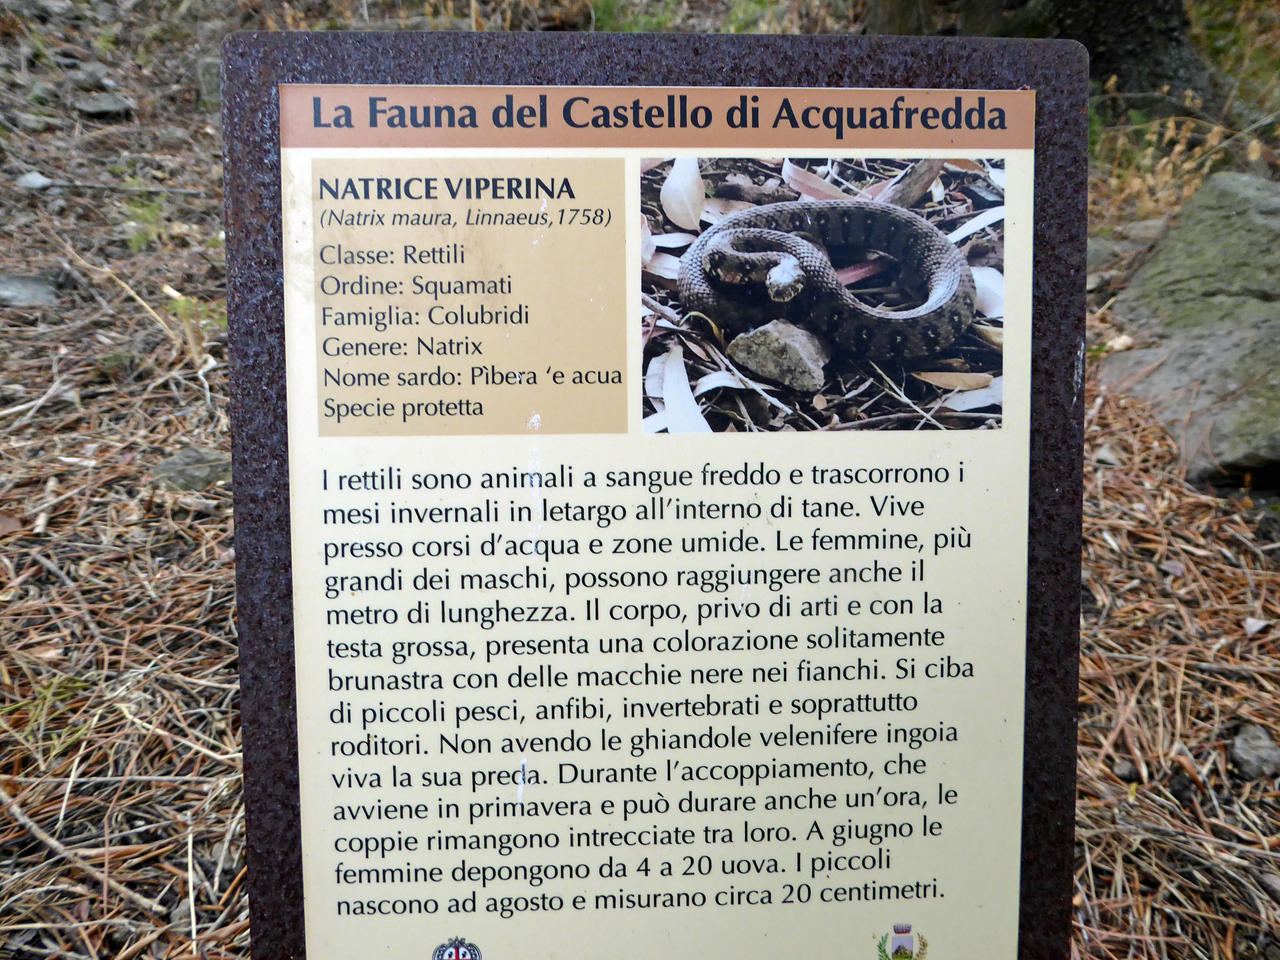 La Fauna del Castello di Acquafredda
NATRICE VIPERINA
(Natrix maura, Linnaeus,1758)
Classe: Rettili
Ordine: Squamati
Famiglia: Colubridi
Genere: Natrix
Nome sardo: Pìbera ‘e acua
Specie protetta
I rettili sono animali a sangue freddo e trascorrono i
mesi invernali in letargo all’interno di tane. Vive
presso corsi d’acqua e zone umide. Le femmine, più
grandi dei maschi, possono raggiungere anche il
metro di lunghezza. Il corpo, privo di arti e con la
testa grossa, presenta una colorazione solitamente
brunastra con delle macchie nere nei fianchi. Si ciba
di piccoli pesci, anfibi, invertebrati e soprattutto
roditori. Non avendo le ghiandole velenifere ingoia
viva la sua preda. Durante l’accoppiamento, che
avviene in primavera e può durare anche un’ora, le
coppie rimangono intrecciate tra loro. A giugno le
femmine depongono da 4 a 20 uova. I piccoli
nascono ad agosto e misurano circa 20 centimetri.